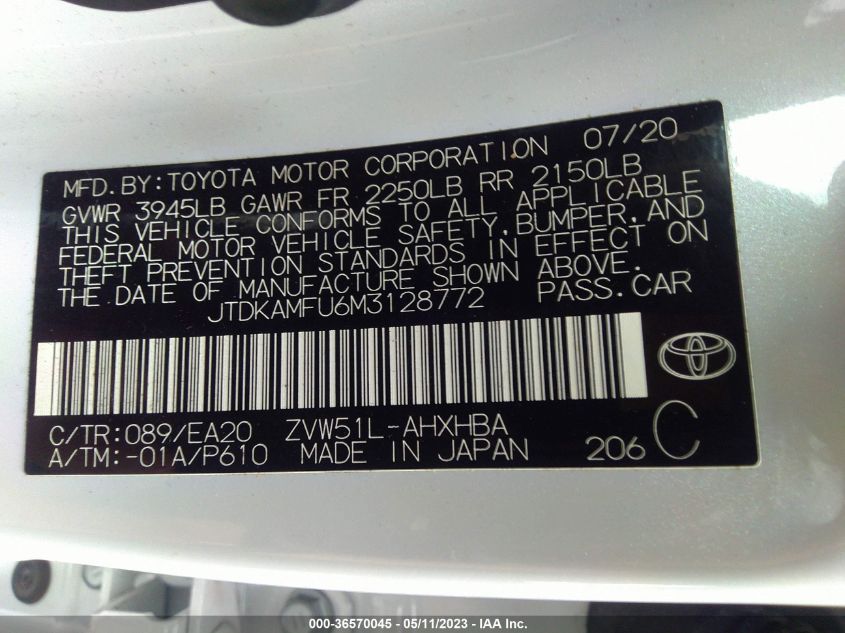 MFD.BY:TOYOTA MOTOR CORPORATION 07/20
GVWR 3945LB GAWR FR 2250LB RR 2150LB
THIS VEHICLE CONFORMS TO ALL APPLICABLE
FEDERAL MOTOR VEHICLE SAFETY,BUMPER,AND
THEFT PREVENTION STANDARDS IN EFFECT ON
THE DATE OF MANUFACTURE SHOWN ABOVE.
JTDKAMFU6M3128772 PASS.CAR
C/TR:089/EA20 ZVW51L-AHXHBA
A/TM:-01A/P610 MADE IN JAPAN 206 C
000-36570045 - 05/11/2023 - IAA Inc.